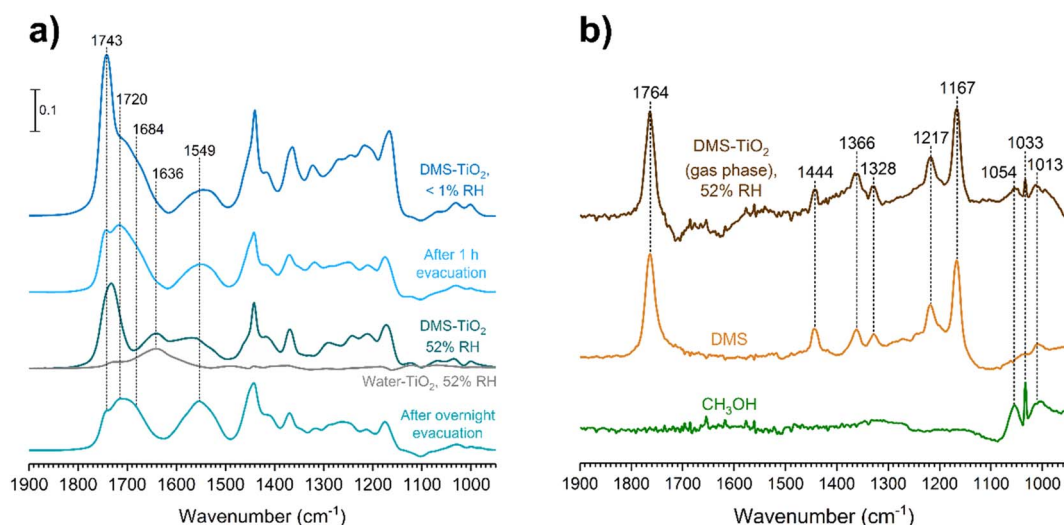 a)
1743
1720
1684
1636
1549
0.1
DMS-TiO2,
< 1% RH
After 1 h
evacuation
DMS-TiO2
52% RH
Water-TiO2, 52% RH
After overnight
evacuation
1900 1800 1700 1600 1500 1400 1300 1200 1100 1000
Wavenumber (cm-1)
b)
1764
1167
1366
1217
1033
1444
1328
1054
1013
DMS-TiO2
(gas phase),
52% RH
DMS
CH3OH
1900 1800 1700 1600 1500 1400 1300 1200 1100 1000
Wavenumber (cm-1)